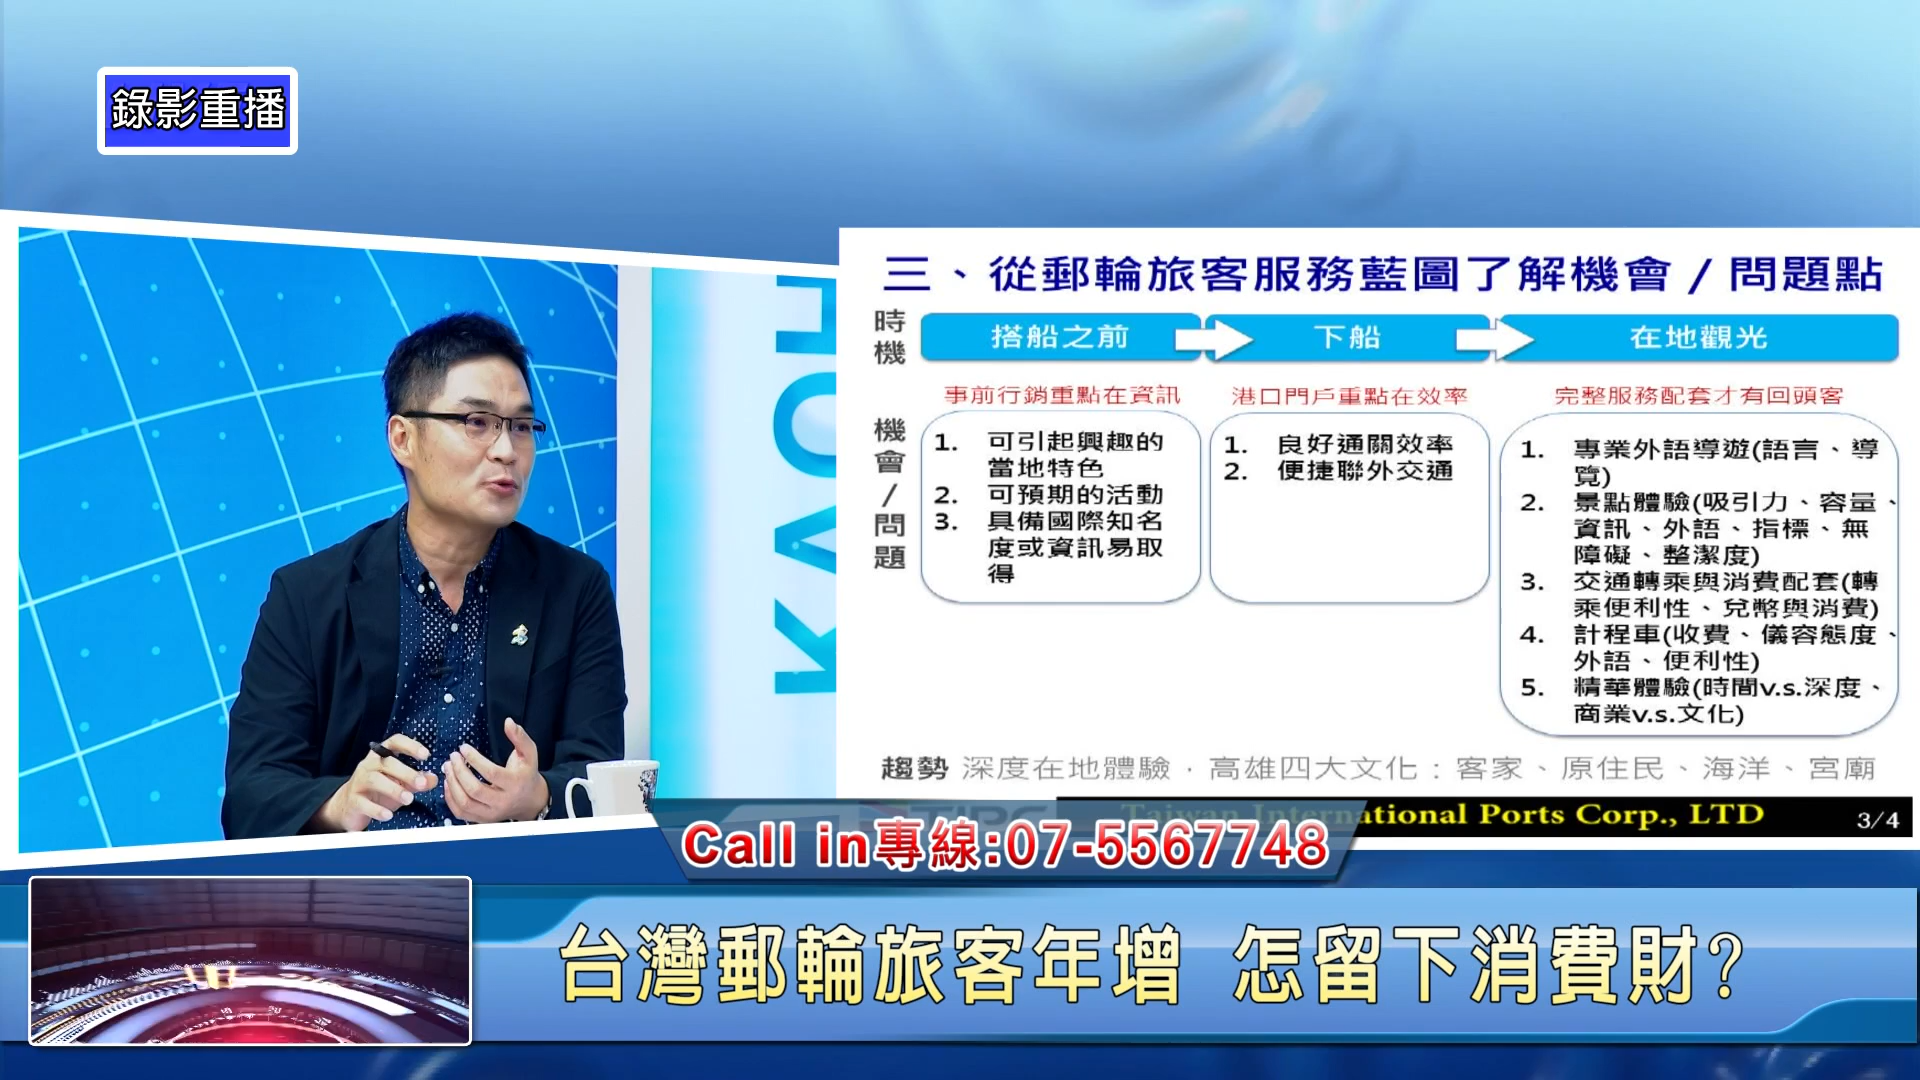 錄影重播
KAOH
三、從郵輪旅客服務藍圖了解機會/問題點
時機
搭船之前
下船
在地觀光
機會/問題
事前行銷重點在資訊
1. 可引起興趣的
當地特色
2. 可預期的活動
3. 具備國際知名
度或資訊易取
得
港口門戶重點在效率
1. 良好通關效率
2. 便捷聯外交通
完整服務配套才有回頭客
1. 專業外語導遊(語言、導
覽)
2. 景點體驗(吸引力、容量、
資訊、外語、指標、無
障礙、整潔度)
3. 交通轉乘與消費配套(轉
乘便利性、兌幣與消費)
4. 計程車(收費、儀容態度、
外語、便利性)
5. 精華體驗(時間v.s.深度、
商業v.s.文化)
趨勢 深度在地體驗．高雄四大文化：客家、原住民、海洋、宮廟
TIPC
Taiwan International Ports Corp., LTD
3/4
Call in專線:07-5567748
台灣郵輪旅客年增 怎留下消費財?